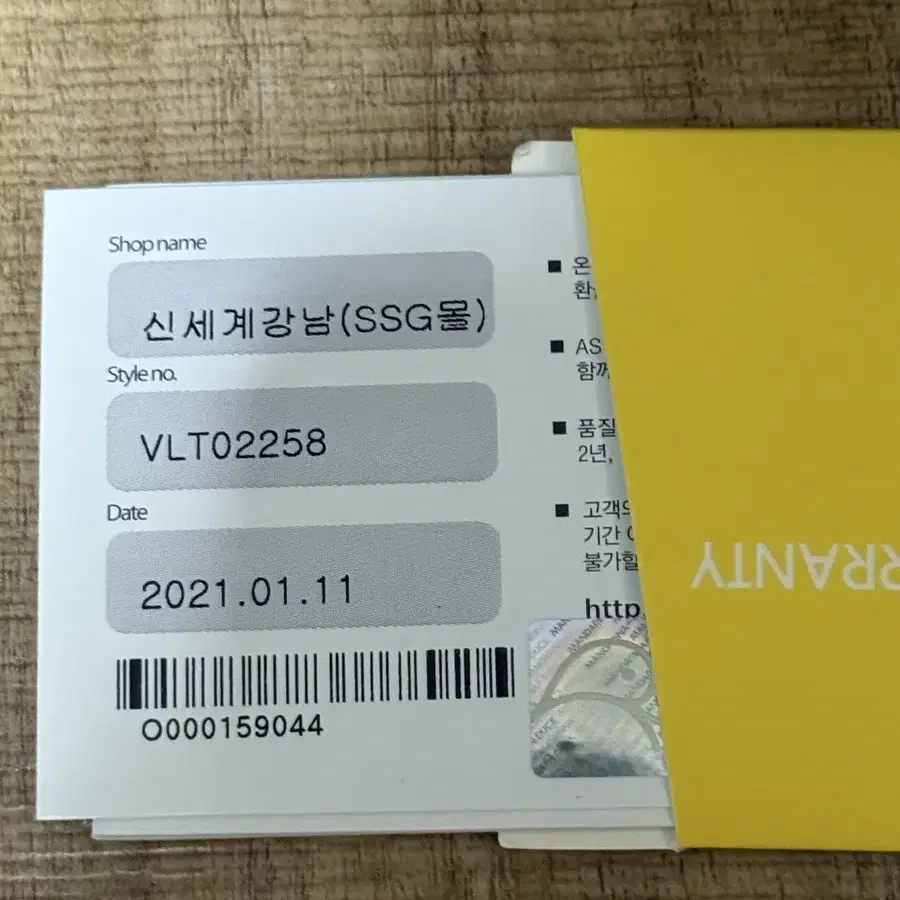 Shop name
신세계강남(SSG몰)
Style no.
VLT02258
Date
2021.01.11
O000159044
온
환
AS
함께
품질
2년,
고객의
기간
불가할
http
RRANTY
MANDARINA DUCK